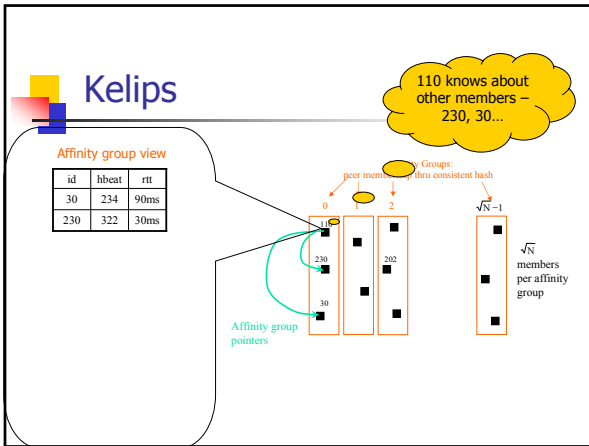 Kelips
110 knows about
other members –
230, 30…
Affinity group view
id hbeat rtt
30 234 90ms
230 322 30ms
Groups:
peer thru consistent hash
0 1 2 √N-1
110
230 202
30
√N
members
per affinity
group
Affinity group
pointers